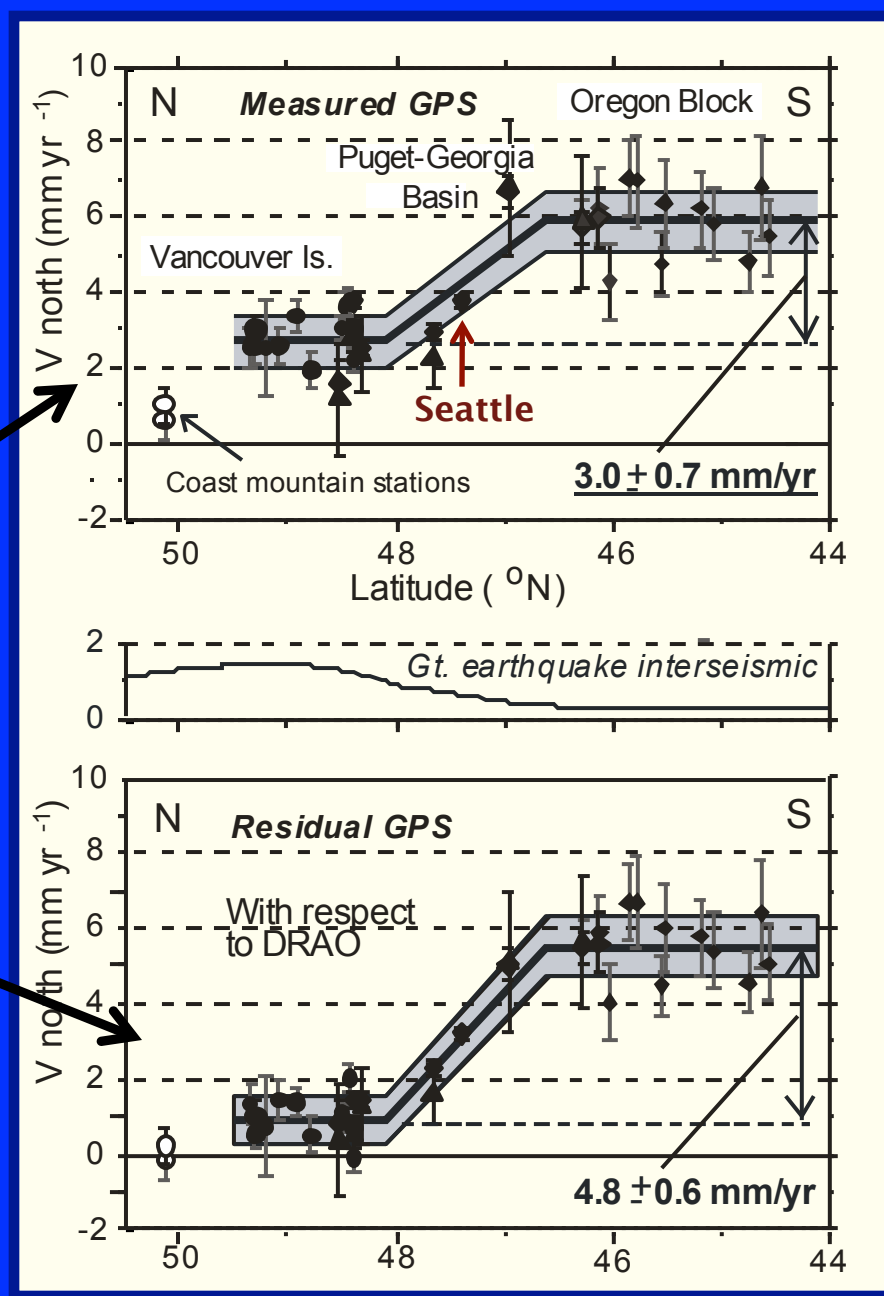 10
8
6
4
2
0
-2
V north (mm yr -1)
N
Measured GPS
Oregon Block
S
Puget-Georgia
Basin
Vancouver Is.
Seattle
Coast mountain stations
3.0 ± 0.7 mm/yr
50
48
46
44
Latitude ( oN)
2
0
Gt. earthquake interseismic
10
8
6
4
2
0
-2
V north (mm yr -1)
N
Residual GPS
S
With respect
to DRAO
4.8 ± 0.6 mm/yr
50
48
46
44